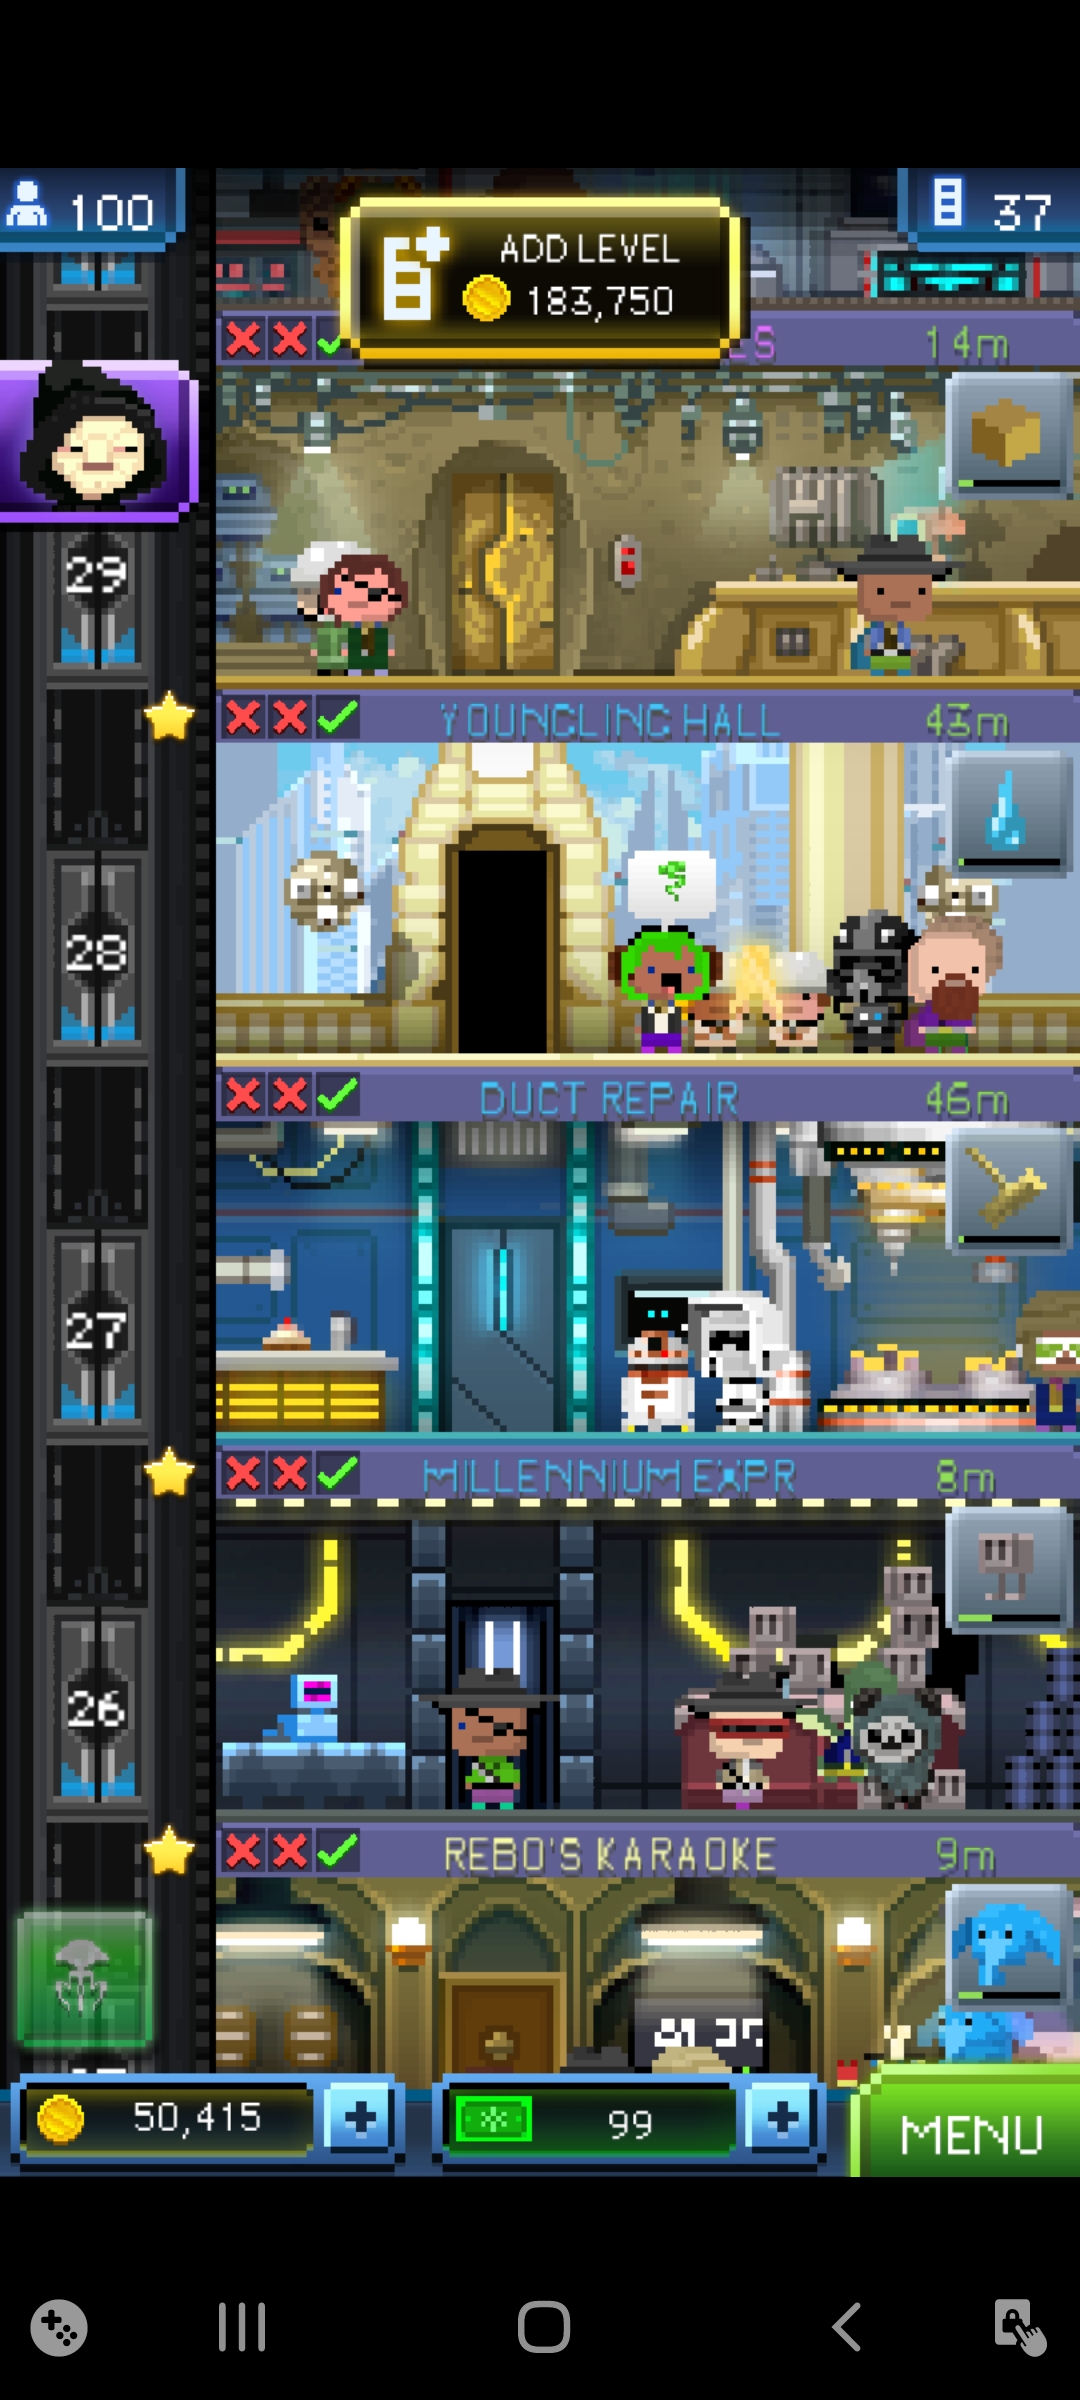 100
37
ADD LEVEL
183,750
14m
29
YOUNGLING HALL 43m
28
DUCT REPAIR 46m
27
MILLENNIUM EXPR 8m
26
REBO'S KARAOKE 9m
50,415
99
MENU